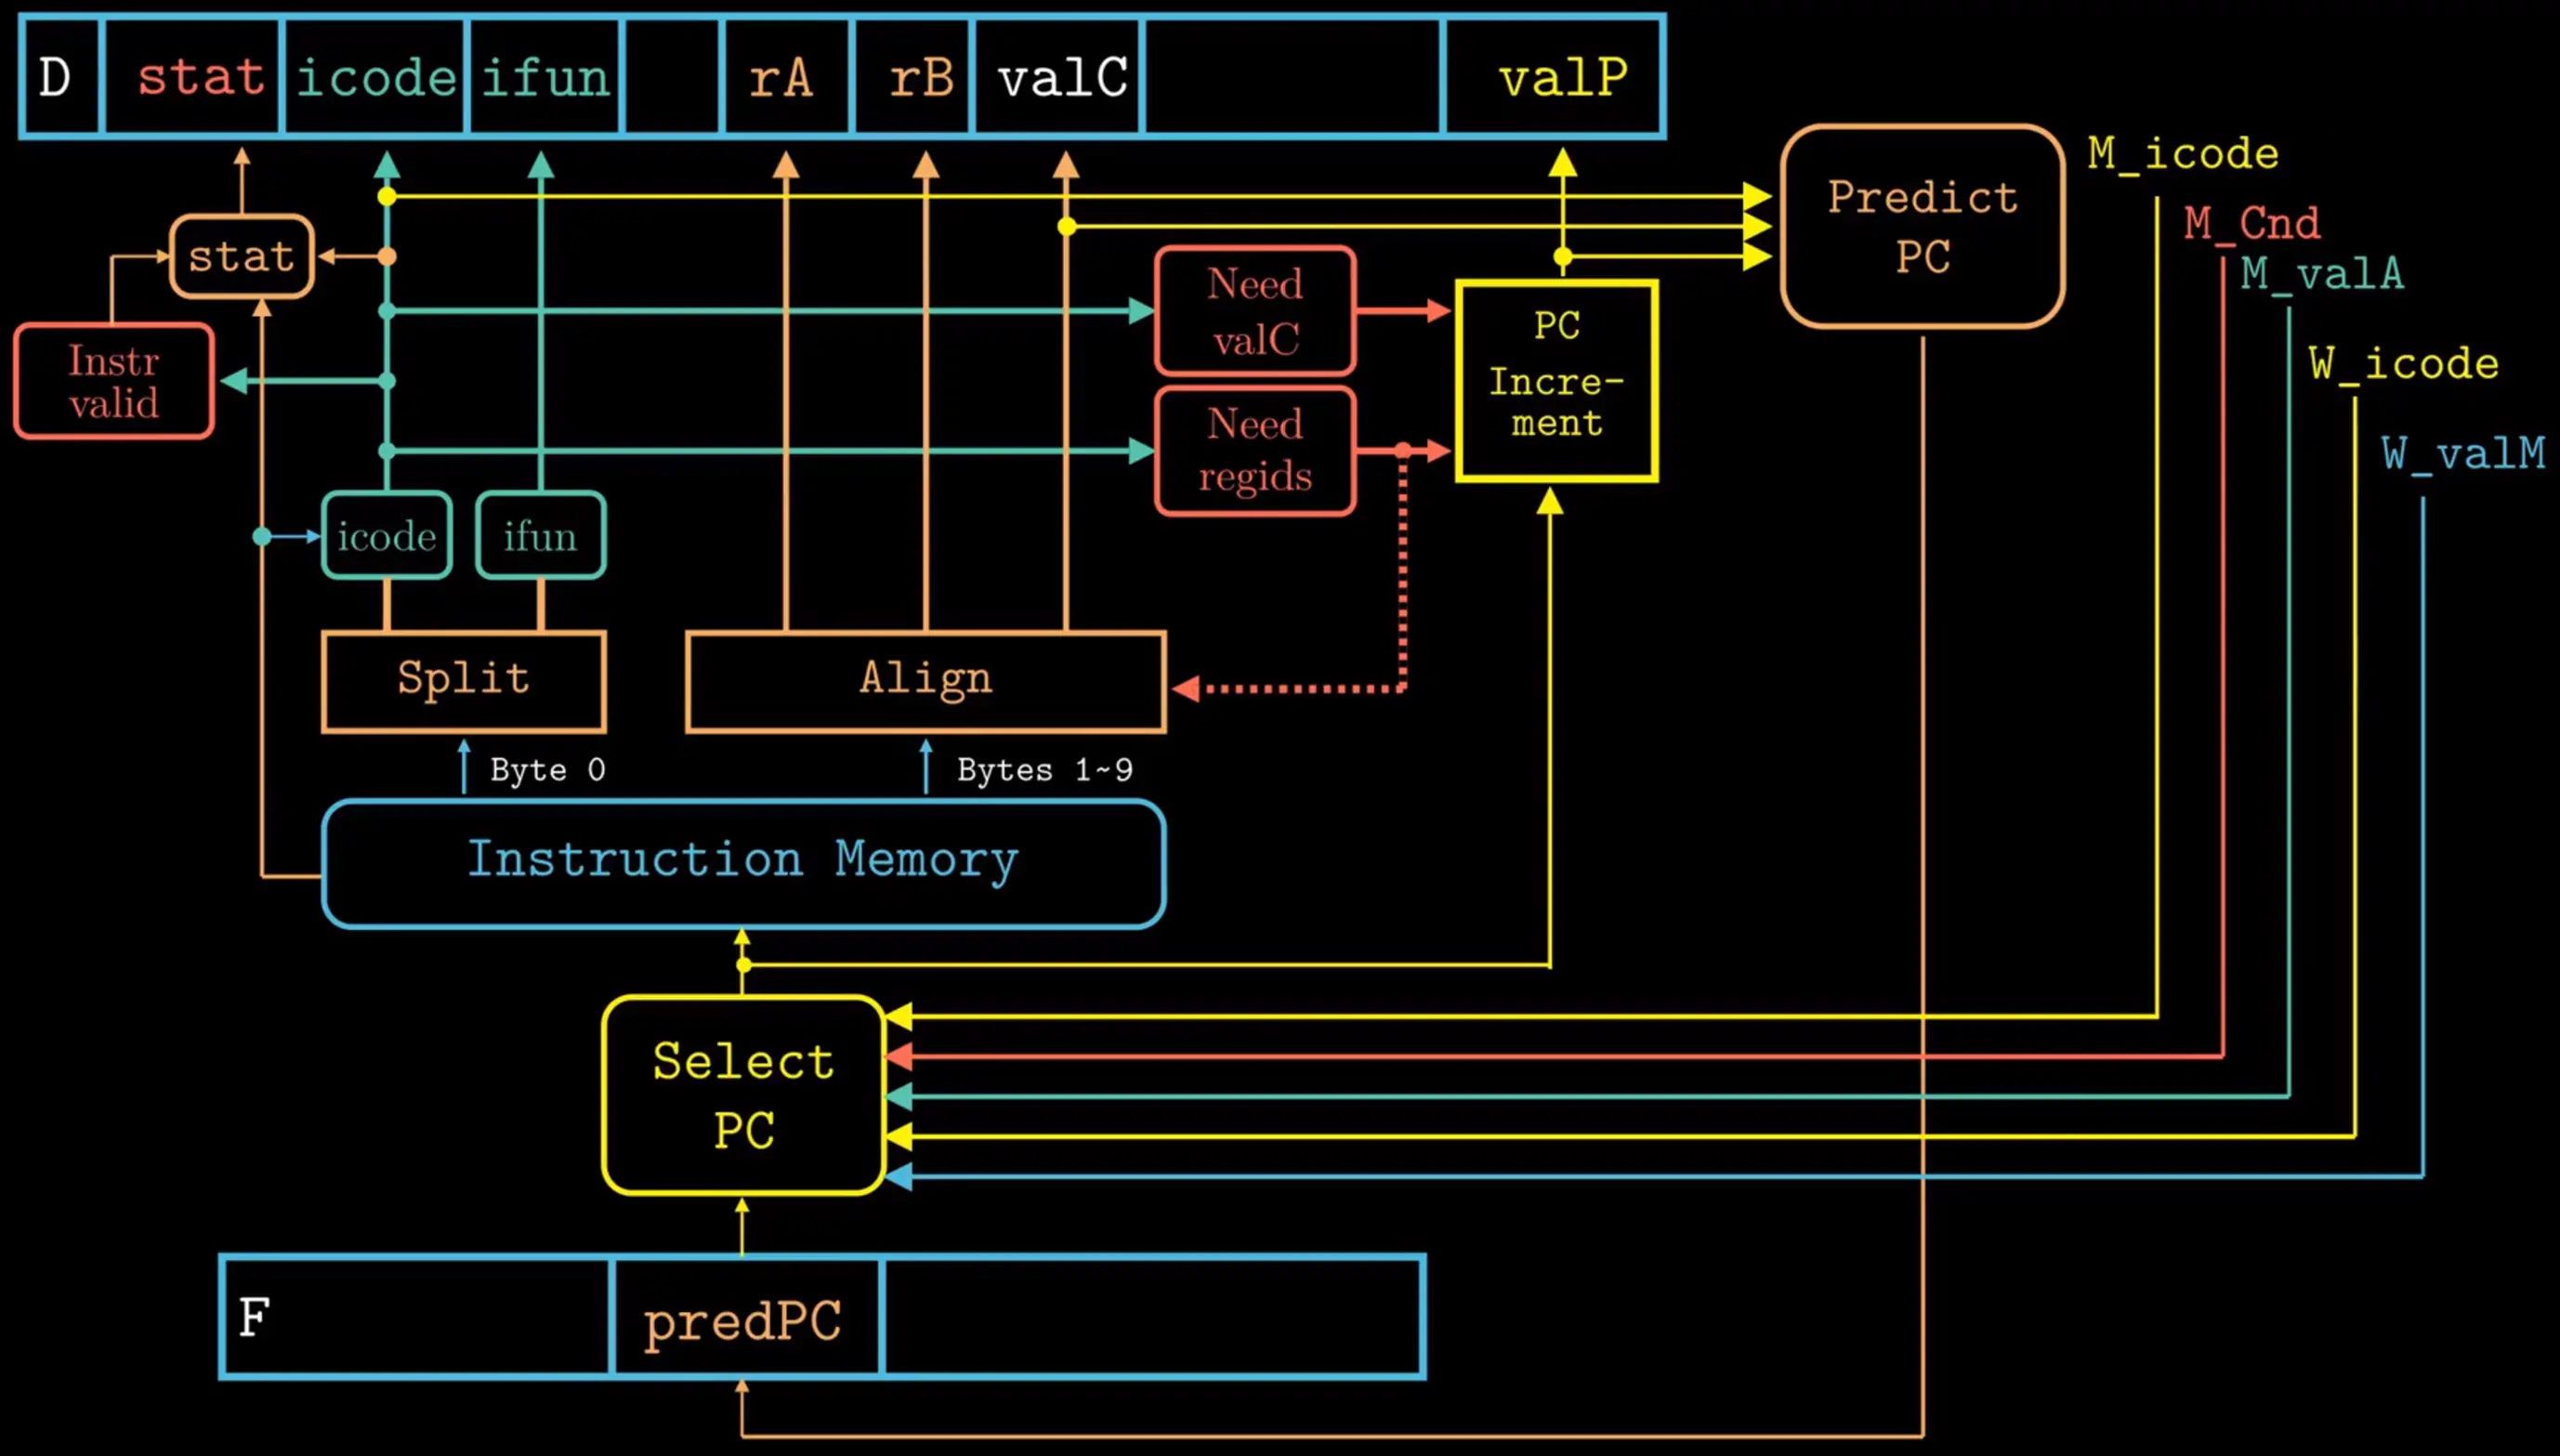 D stat icode ifun rA rB valC valP
M_icode
Predict
PC
M_Cnd
stat
M_valA
Need
valC
PC
Incre-
ment
Instr
valid
W_icode
Need
regids
W_valM
icode
ifun
Split
Align
Byte 0
Bytes 1~9
Instruction Memory
Select
PC
F predPC